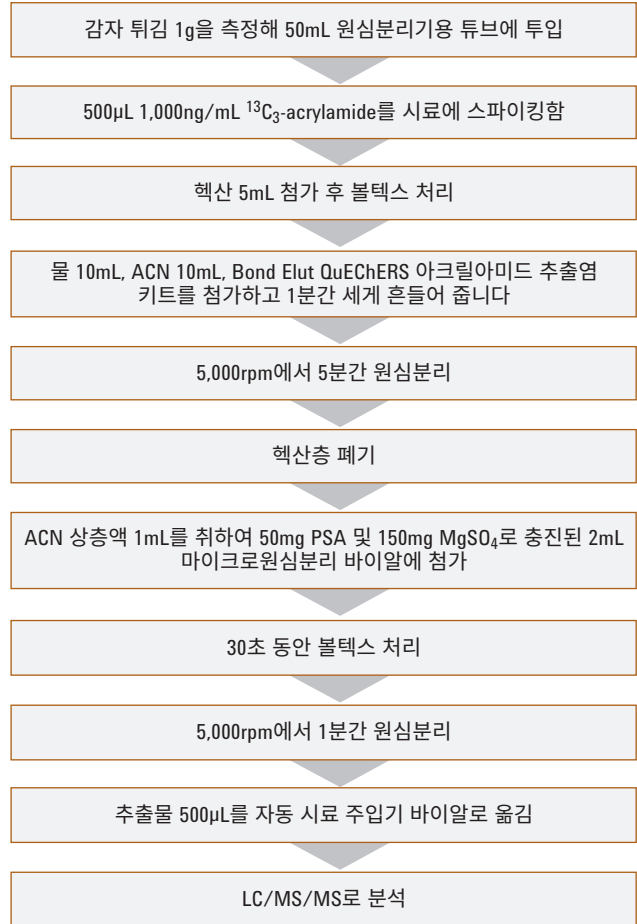 감자 튀김 1g을 측정해 50mL 원심분리기용 튜브에 투입
500µL 1,000ng/mL ¹³C₃-acrylamide를 시료에 스파이킹함
헥산 5mL 첨가 후 볼텍스 처리
물 10mL, ACN 10mL, Bond Elut QuEChERS 아크릴아미드 추출염
키트를 첨가하고 1분간 세게 흔들어 줍니다
5,000rpm에서 5분간 원심분리
헥산층 폐기
ACN 상층액 1mL를 취하여 50mg PSA 및 150mg MgSO₄로 충진된 2mL
마이크로원심분리 바이알에 첨가
30초 동안 볼텍스 처리
5,000rpm에서 1분간 원심분리
추출물 500µL를 자동 시료 주입기 바이알로 옮김
LC/MS/MS로 분석